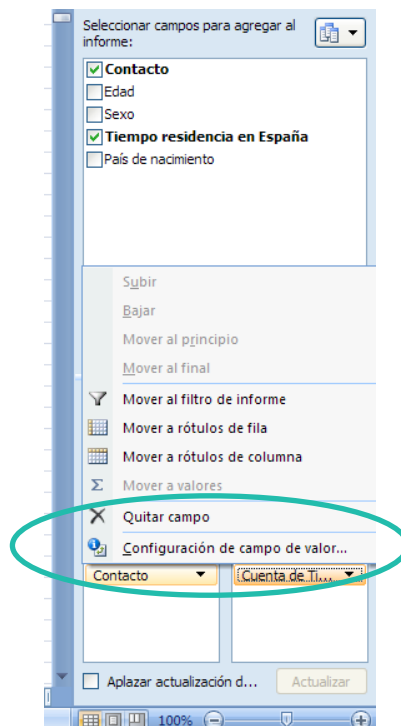 Seleccionar campos para agregar al
informe:
Contacto
Edad
Sexo
Tiempo residencia en España
País de nacimiento
Subir
Bajar
Mover al principio
Mover al final
Mover al filtro de informe
Mover a rótulos de fila
Mover a rótulos de columna
Σ Mover a valores
Quitar campo
Configuración de campo de valor...
Contacto Cuenta de Ti...
Aplazar actualización d... Actualizar
100%